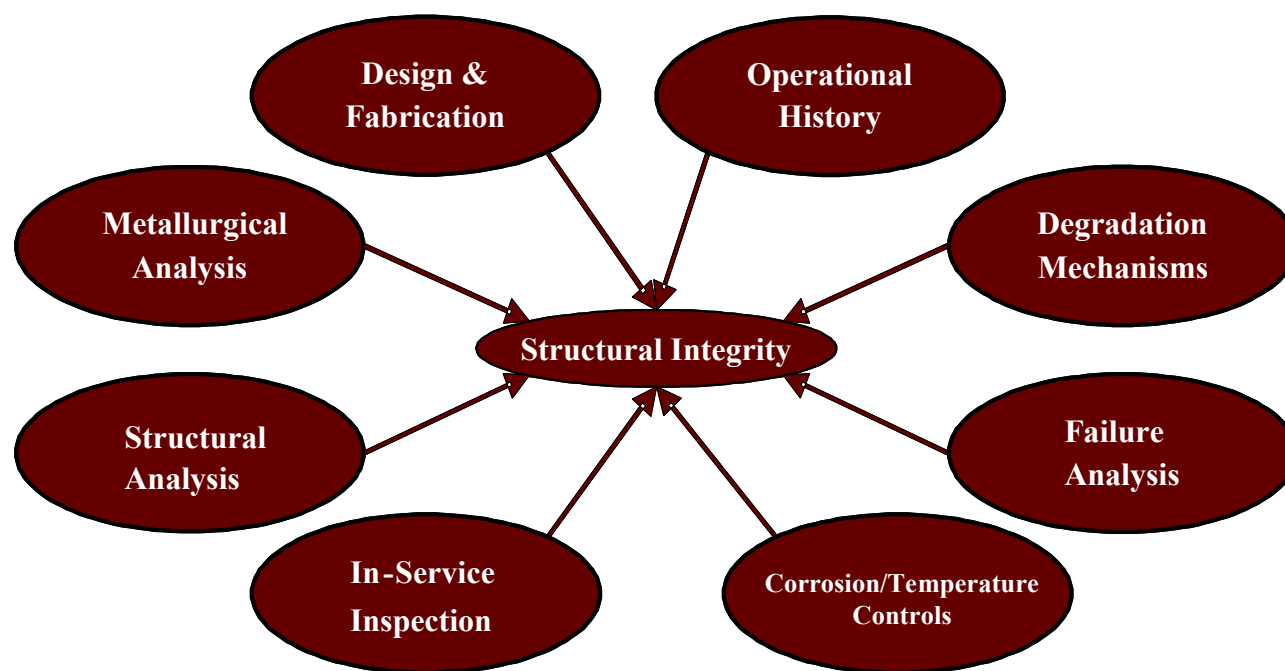 Design &
Fabrication
Operational
History
Metallurgical
Analysis
Degradation
Mechanisms
Structural Integrity
Structural
Analysis
Failure
Analysis
In-Service
Inspection
Corrosion/Temperature
Controls